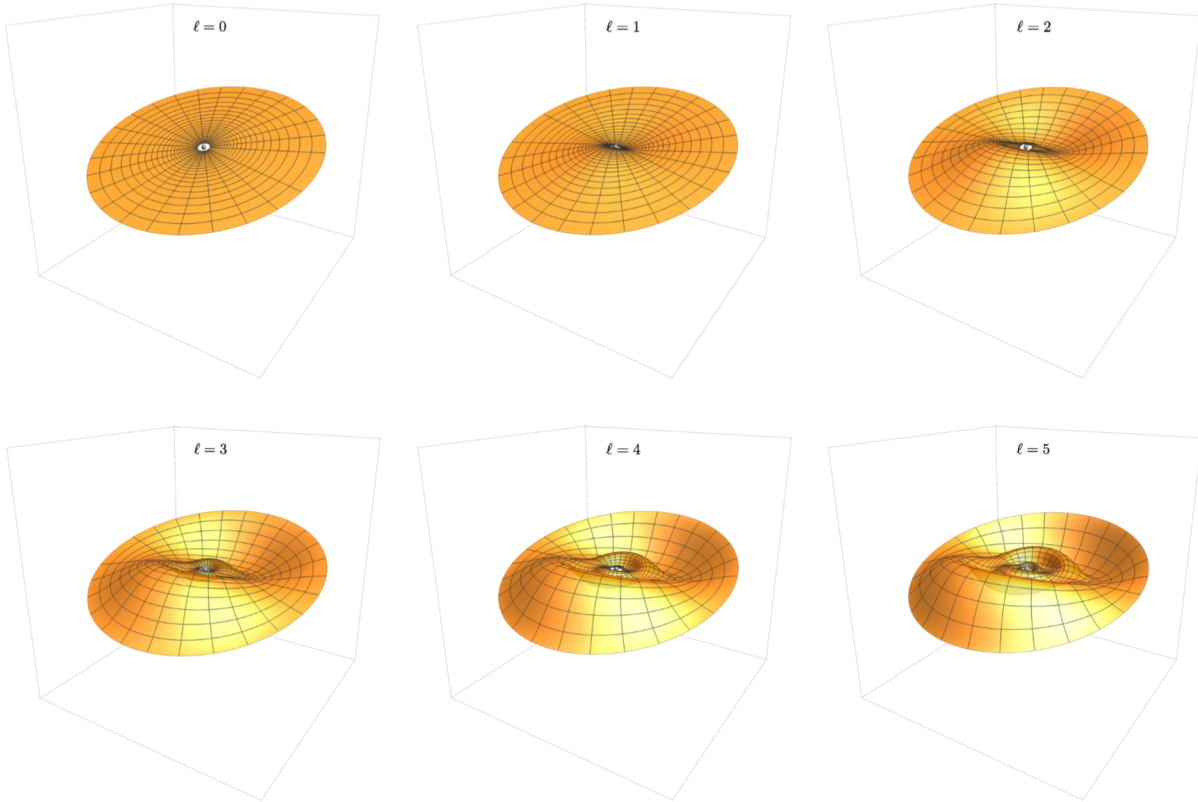 ℓ = 0
ℓ = 1
ℓ = 2
ℓ = 3
ℓ = 4
ℓ = 5